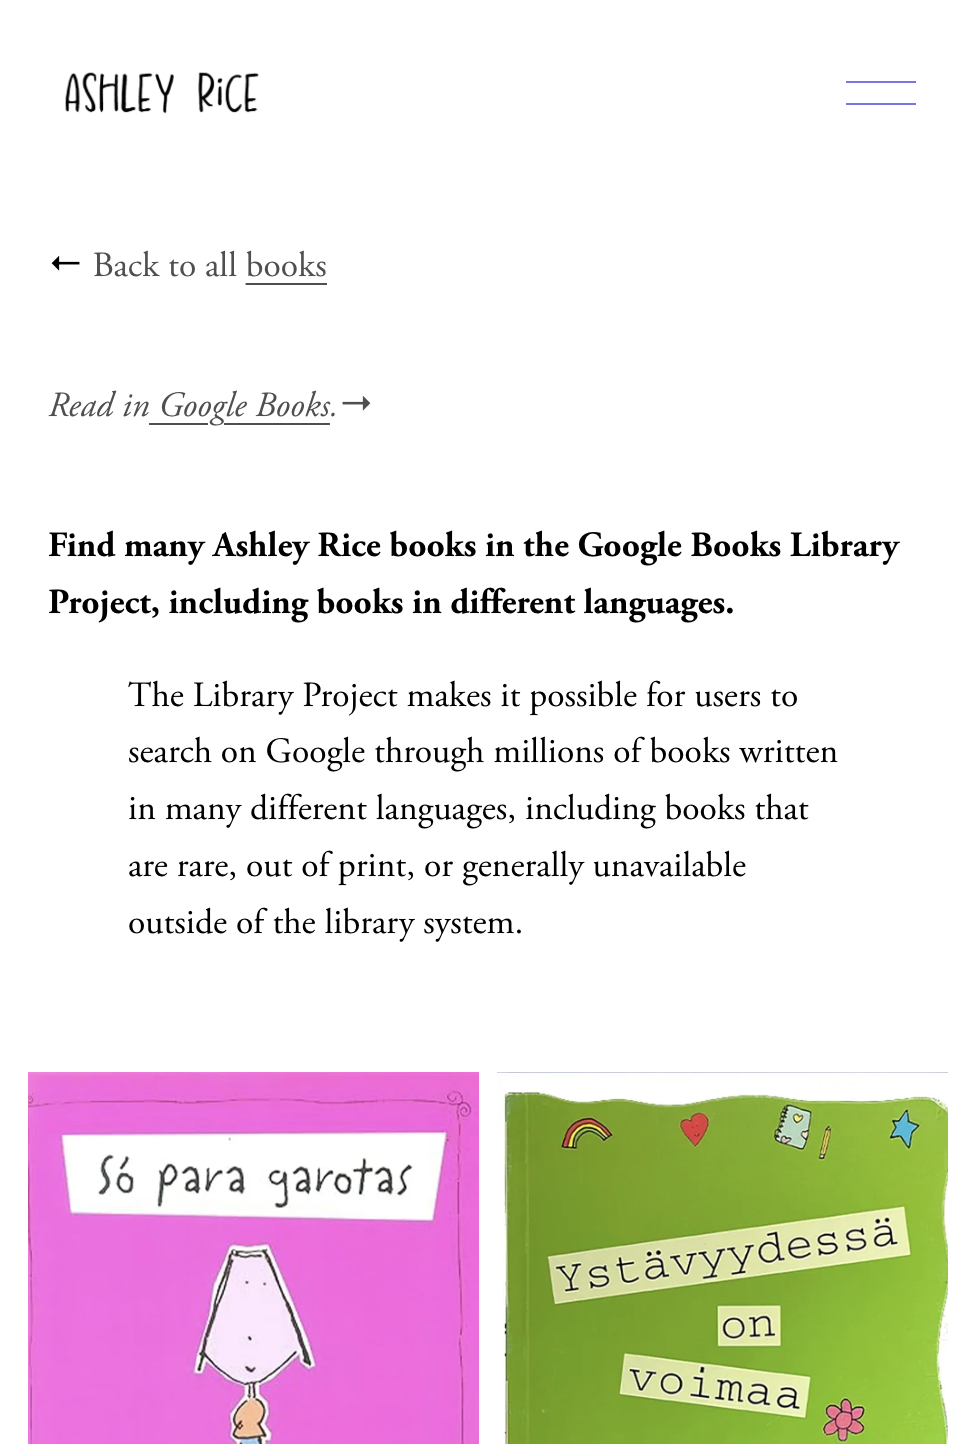 ASHLEY RiCE
← Back to all books
Read in Google Books.→
Find many Ashley Rice books in the Google Books Library
Project, including books in different languages.
The Library Project makes it possible for users to
search on Google through millions of books written
in many different languages, including books that
are rare, out of print, or generally unavailable
outside of the library system.
Só para garotas
Ystävyydessä
on
voimaa